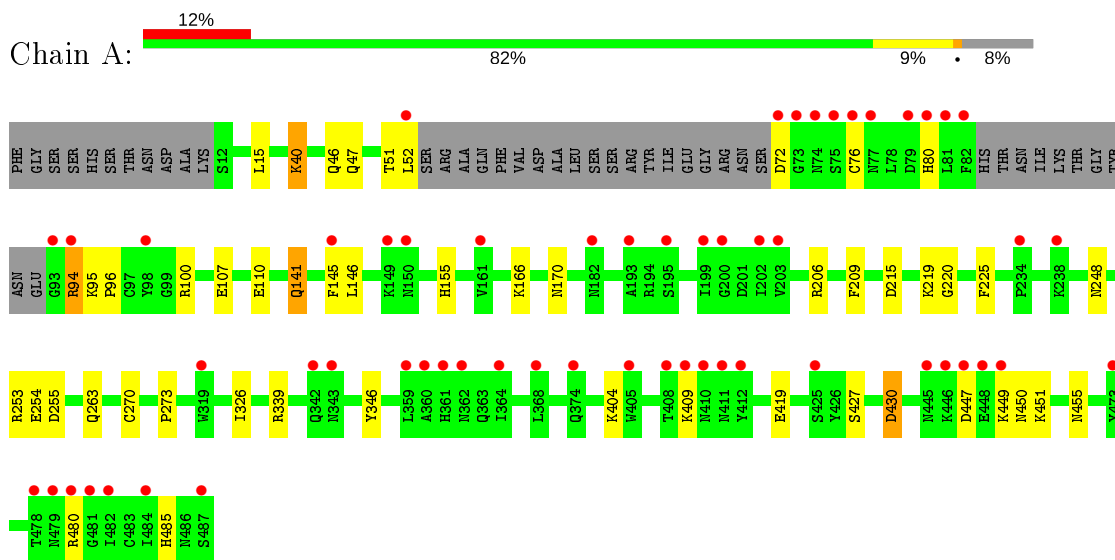 12%
Chain A:
82% 9% • 8%
PHE GLY SER SER HIS SER THR ASN ASP ALA LYS S12 L15 K40 Q46 Q47 T51 L52 SER ARG ALA GLN PHE VAL ASP ALA LEU SER SER ARG TYR ILE GLU GLY ARG ASN SER D72 G73 N74 S75 C76 N77 L78 D79 H80 L81 F82 HIS THR ASN ILE LYS THR GLY TYR
ASN GLU G93 R94 K95 P96 C97 Y98 G99 R100 E107 E110 Q141 F145 L146 K149 N150 H155 V161 K166 N170 N182 A193 R194 S195 I199 G200 D201 I202 V203 R206 F209 D215 K219 G220 F225 P234 K238 N248
R253 E254 D255 Q263 C270 P273 W319 I326 R339 Q342 N343 Y346 L359 A360 H361 N362 Q363 I364 L368 Q374 K404 W405 T408 K409 N410 N411 Y412 E419 S425 Y426 S427 D430 N445 K446 D447 E448 K449 N450 K451 N455
T478 N479 R480 G481 I482 C483 I484 H485 N486 S487